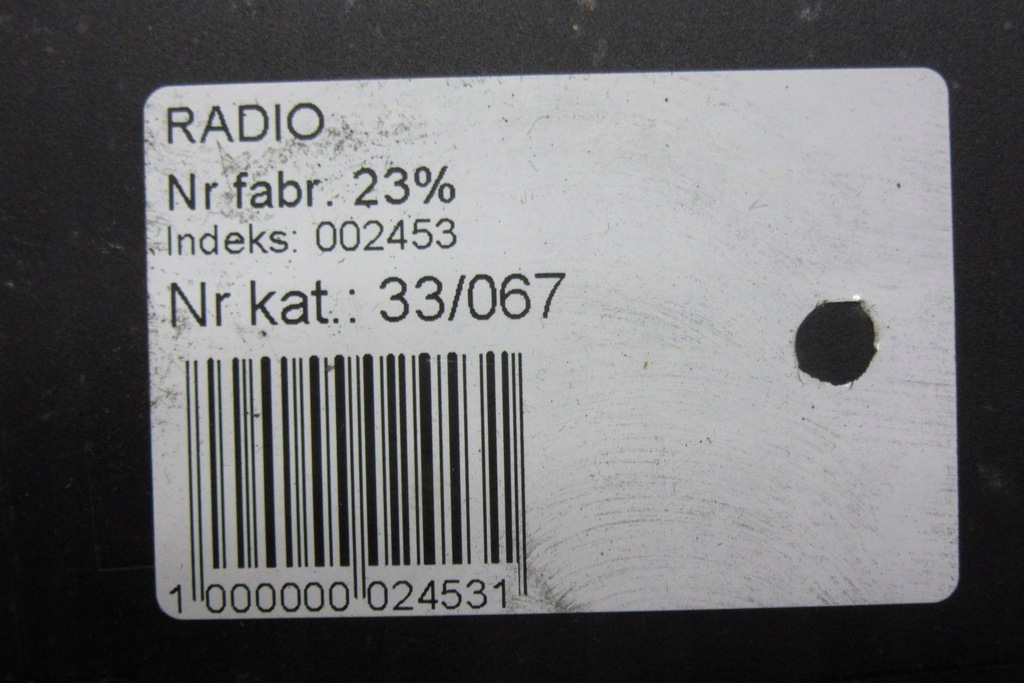 RADIO
Nr fabr. 23%
Indeks: 002453
Nr kat.: 33/067
1 000000 024531